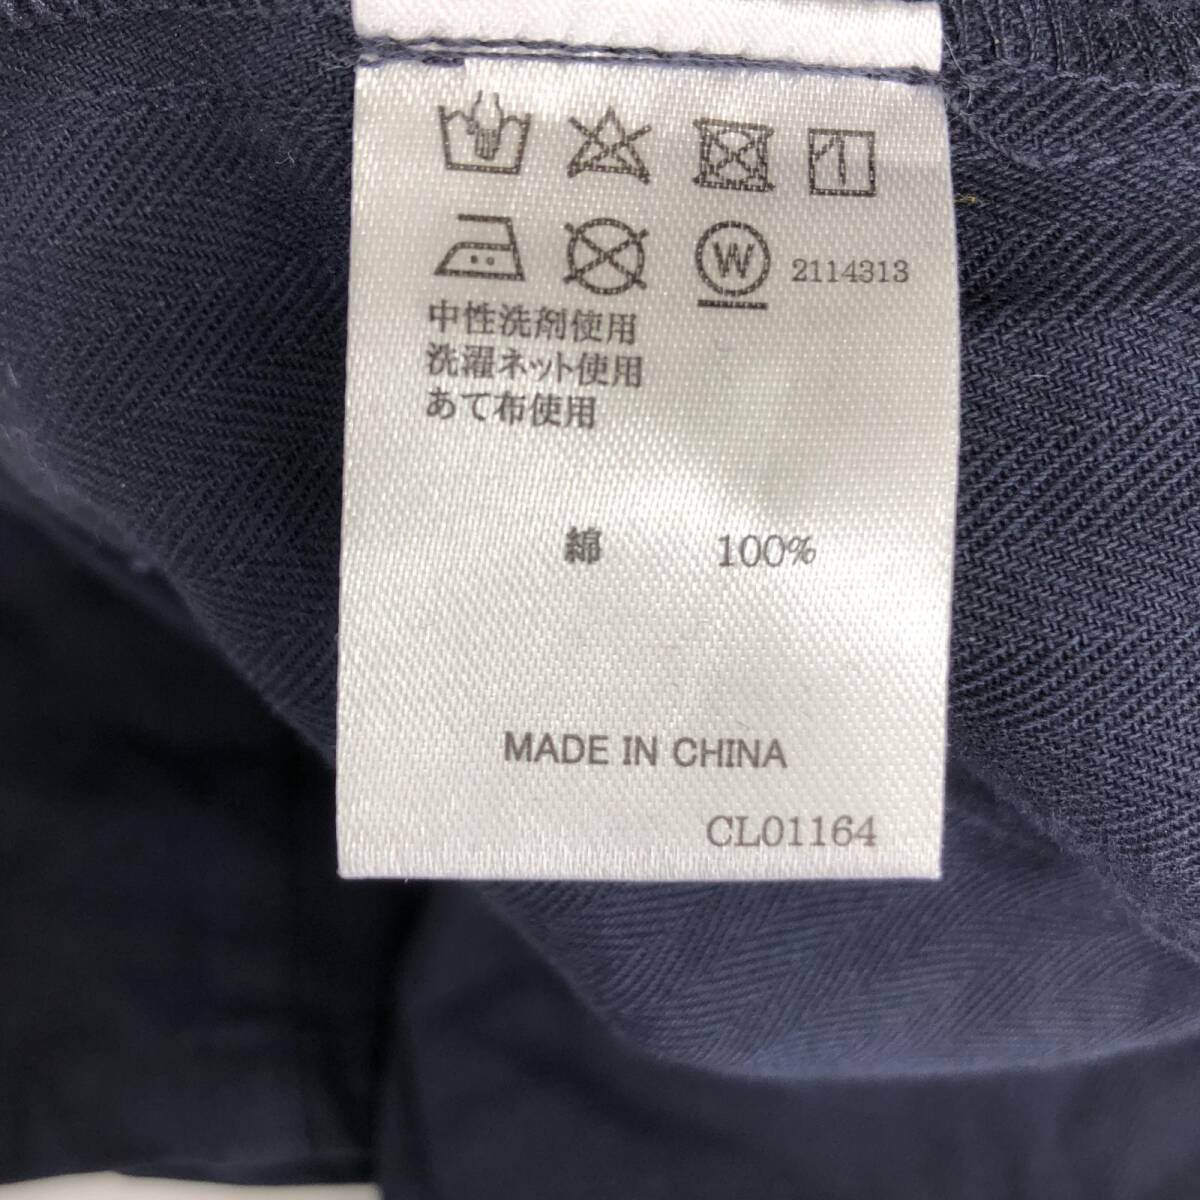 W 2114313
中性洗剤使用
洗濯ネット使用
あて布使用
綿 100%
MADE IN CHINA
CL01164